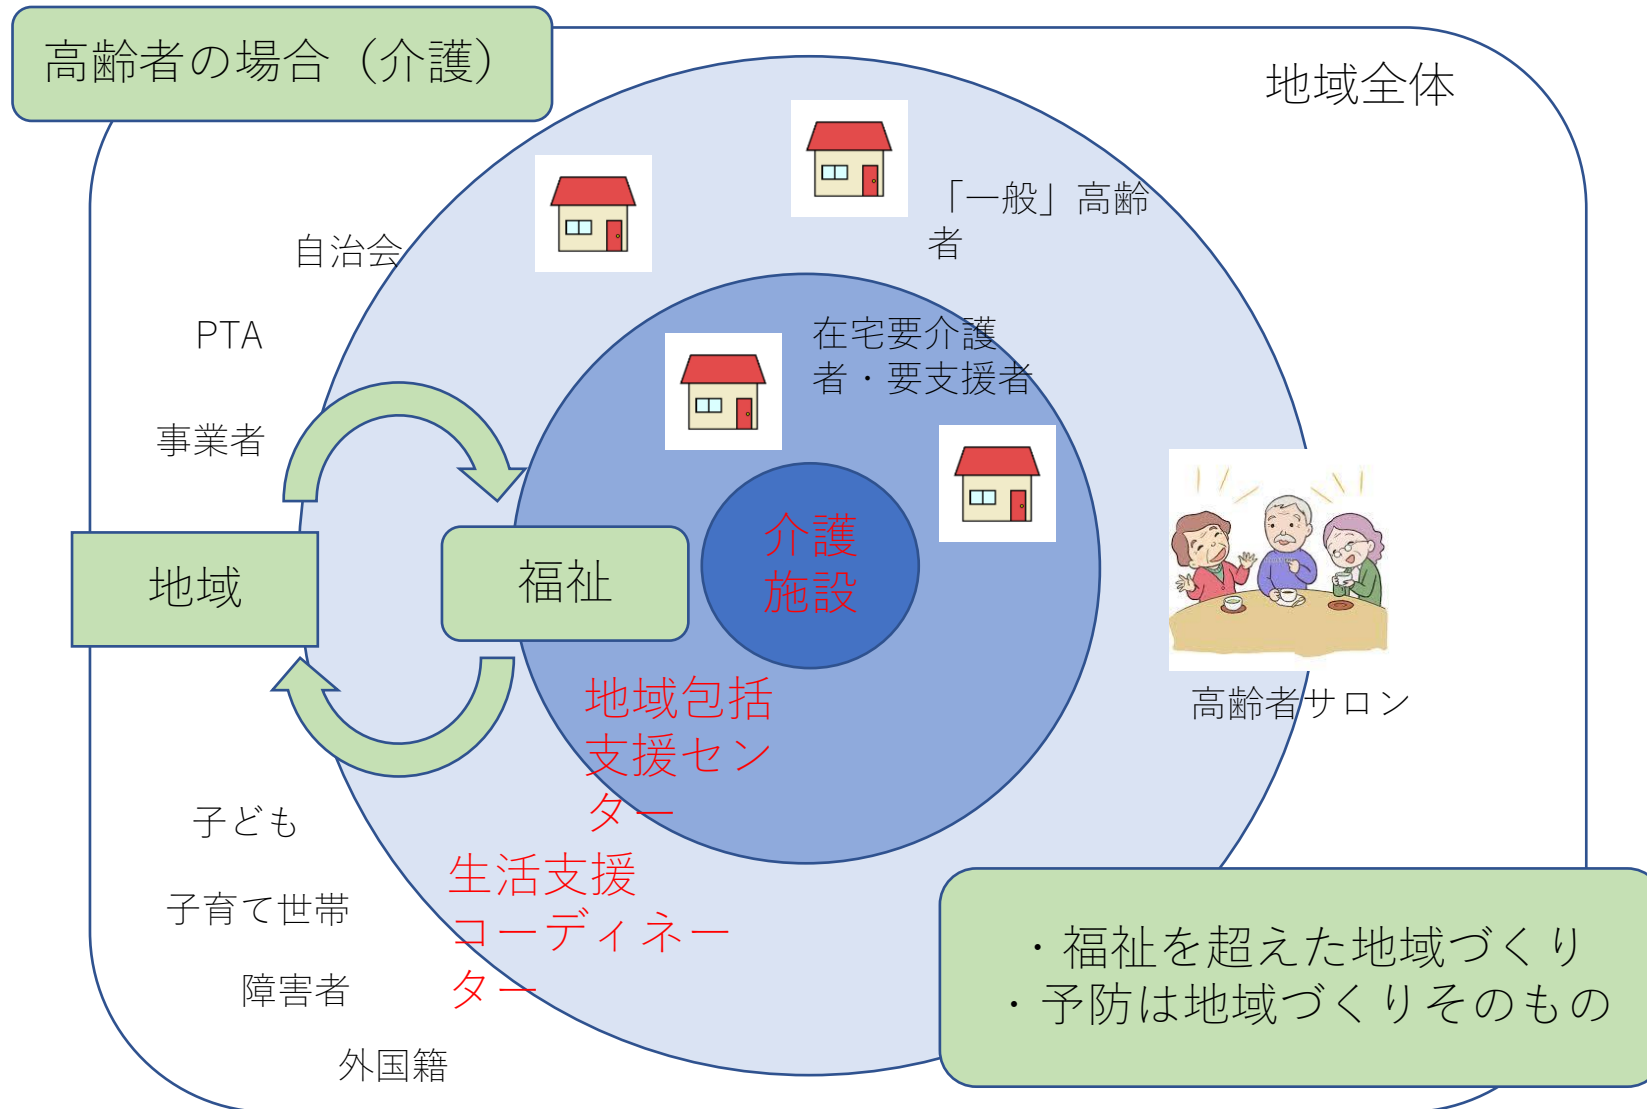 高齢者の場合（介護）
地域全体
「一般」高齢
者
自治会
PTA
在宅要介護
者・要支援者
事業者
介護
施設
地域
福祉
地域包括
支援セン
ター
高齢者サロン
子ども
生活支援
コーディネー
ター
子育て世帯
障害者
外国籍
・福祉を超えた地域づくり
・予防は地域づくりそのもの